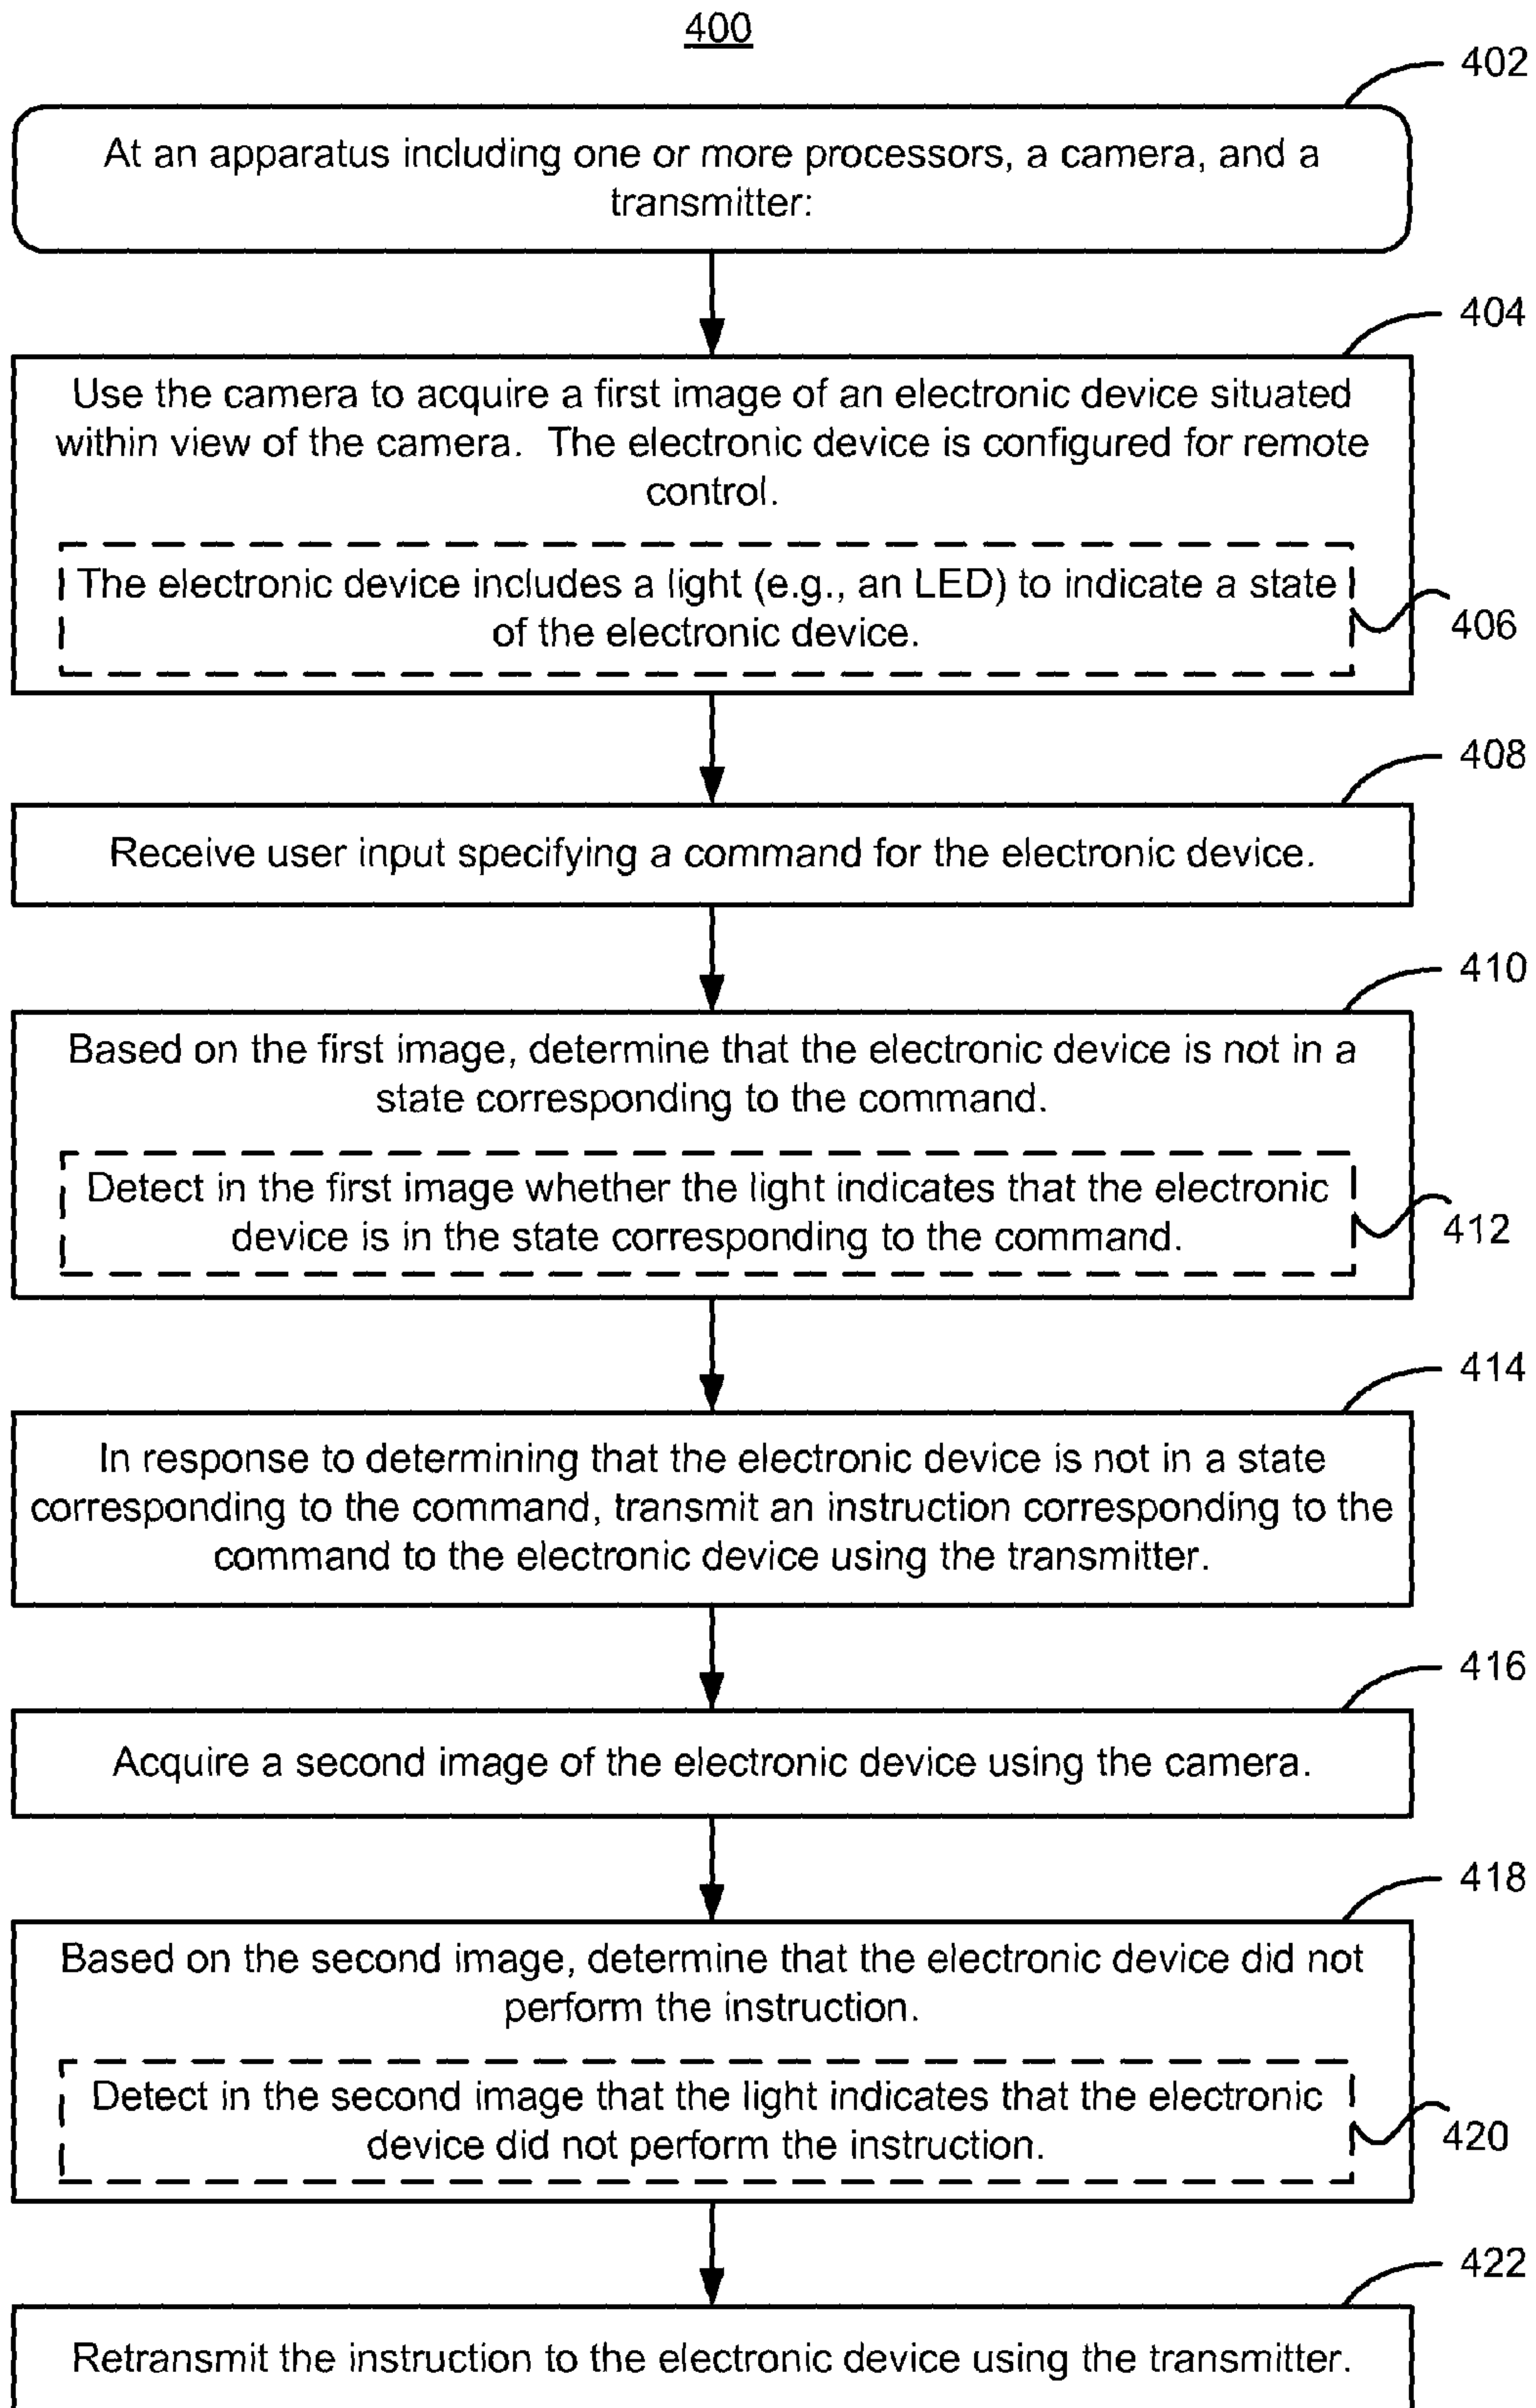 400
402
At an apparatus including one or more processors, a camera, and a
transmitter:
404
Use the camera to acquire a first image of an electronic device situated
within view of the camera.  The electronic device is configured for remote
control.
The electronic device includes a light (e.g., an LED) to indicate a state
of the electronic device.
406
408
Receive user input specifying a command for the electronic device.
410
Based on the first image, determine that the electronic device is not in a
state corresponding to the command.
Detect in the first image whether the light indicates that the electronic
device is in the state corresponding to the command.
412
414
In response to determining that the electronic device is not in a state
corresponding to the command, transmit an instruction corresponding to the
command to the electronic device using the transmitter.
416
Acquire a second image of the electronic device using the camera.
418
Based on the second image, determine that the electronic device did not
perform the instruction.
Detect in the second image that the light indicates that the electronic
device did not perform the instruction.
420
422
Retransmit the instruction to the electronic device using the transmitter.